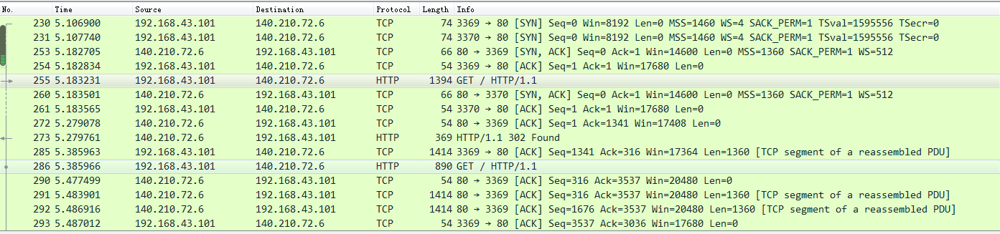 No. Time Source Destination Protocol Length Info
230 5.106900 192.168.43.101 140.210.72.6 TCP 74 3369 → 80 [SYN] Seq=0 Win=8192 Len=0 MSS=1460 WS=4 SACK_PERM=1 TSval=1595556 TSecr=0
231 5.107740 192.168.43.101 140.210.72.6 TCP 74 3370 → 80 [SYN] Seq=0 Win=8192 Len=0 MSS=1460 WS=4 SACK_PERM=1 TSval=1595556 TSecr=0
253 5.182705 140.210.72.6 192.168.43.101 TCP 66 80 → 3369 [SYN, ACK] Seq=0 Ack=1 Win=14600 Len=0 MSS=1360 SACK_PERM=1 WS=512
254 5.182834 192.168.43.101 140.210.72.6 TCP 54 3369 → 80 [ACK] Seq=1 Ack=1 Win=17680 Len=0
255 5.183231 192.168.43.101 140.210.72.6 HTTP 1394 GET / HTTP/1.1
260 5.183501 140.210.72.6 192.168.43.101 TCP 66 80 → 3370 [SYN, ACK] Seq=0 Ack=1 Win=14600 Len=0 MSS=1360 SACK_PERM=1 WS=512
261 5.183565 192.168.43.101 140.210.72.6 TCP 54 3370 → 80 [ACK] Seq=1 Ack=1 Win=17680 Len=0
272 5.279078 140.210.72.6 192.168.43.101 TCP 54 80 → 3369 [ACK] Seq=1 Ack=1341 Win=17408 Len=0
273 5.279761 140.210.72.6 192.168.43.101 HTTP 369 HTTP/1.1 302 Found
285 5.385963 192.168.43.101 140.210.72.6 TCP 1414 3369 → 80 [ACK] Seq=1341 Ack=316 Win=17364 Len=1360 [TCP segment of a reassembled PDU]
286 5.385966 192.168.43.101 140.210.72.6 HTTP 890 GET / HTTP/1.1
290 5.477499 140.210.72.6 192.168.43.101 TCP 54 80 → 3369 [ACK] Seq=316 Ack=3537 Win=20480 Len=0
291 5.483901 140.210.72.6 192.168.43.101 TCP 1414 80 → 3369 [ACK] Seq=316 Ack=3537 Win=20480 Len=1360 [TCP segment of a reassembled PDU]
292 5.486916 140.210.72.6 192.168.43.101 TCP 1414 80 → 3369 [ACK] Seq=1676 Ack=3537 Win=20480 Len=1360 [TCP segment of a reassembled PDU]
293 5.487012 192.168.43.101 140.210.72.6 TCP 54 3369 → 80 [ACK] Seq=3537 Ack=3036 Win=17680 Len=0